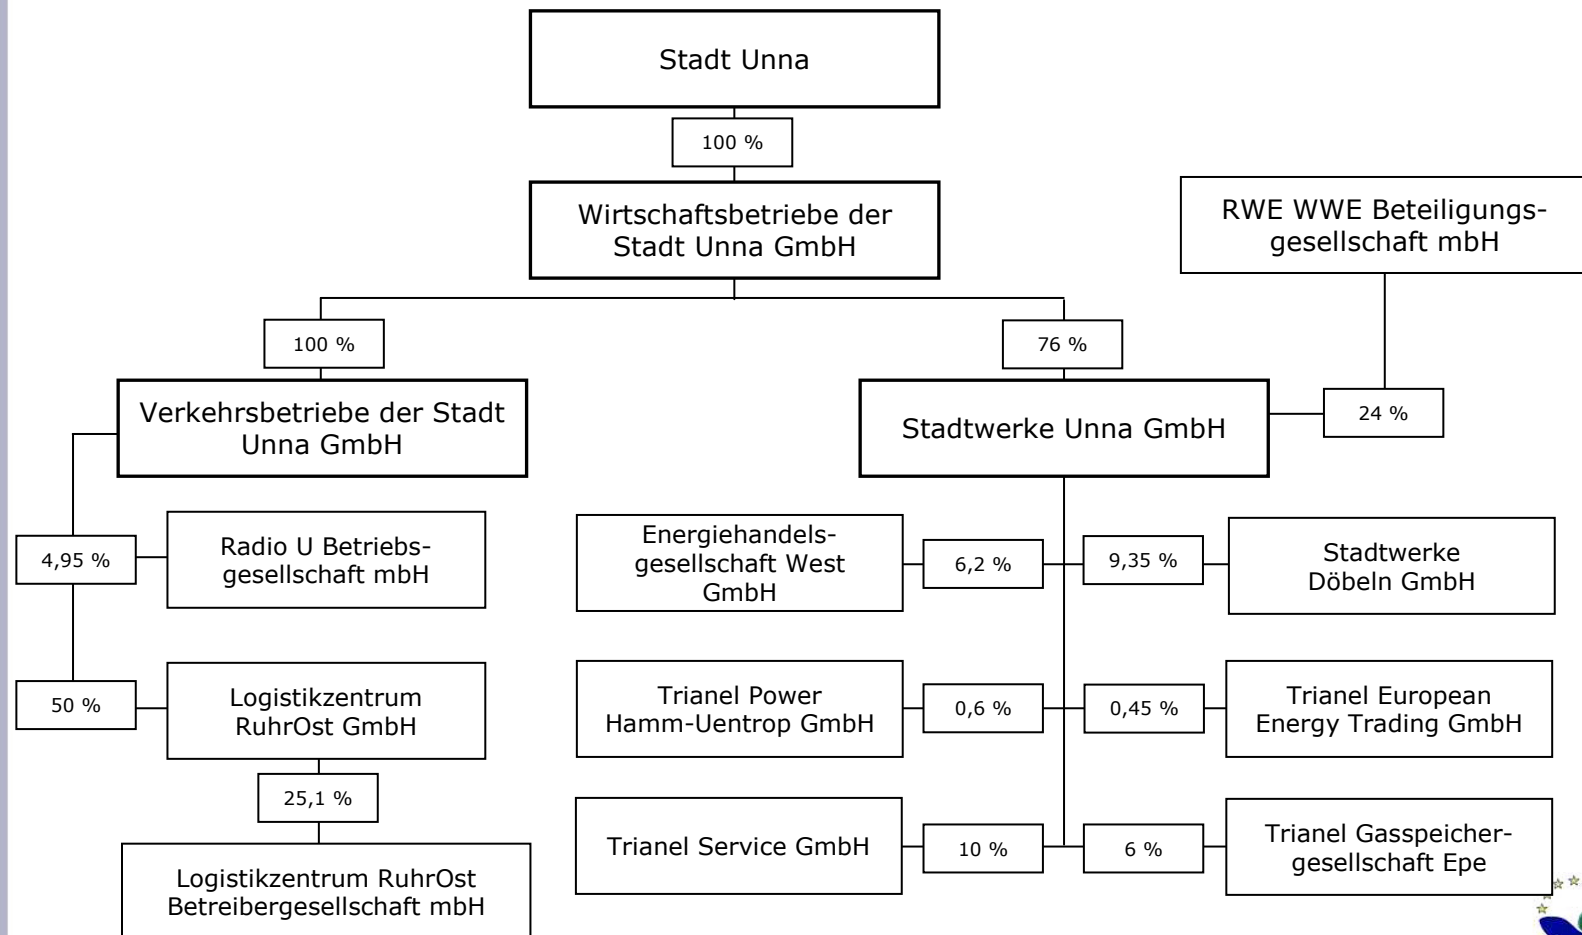 Stadt Unna
100 %
Wirtschaftsbetriebe der
Stadt Unna GmbH
RWE WWE Beteiligungs-
gesellschaft mbH
100 %
76 %
24 %
Verkehrsbetriebe der Stadt
Unna GmbH
Stadtwerke Unna GmbH
4,95 %
Radio U Betriebs-
gesellschaft mbH
Energiehandels-
gesellschaft West
GmbH
6,2 %
9,35 %
Stadtwerke
Döbeln GmbH
50 %
Logistikzentrum
RuhrOst GmbH
Trianel Power
Hamm-Uentrop GmbH
0,6 %
0,45 %
Trianel European
Energy Trading GmbH
25,1 %
Trianel Service GmbH
10 %
6 %
Trianel Gasspeicher-
gesellschaft Epe
Logistikzentrum RuhrOst
Betreibergesellschaft mbH